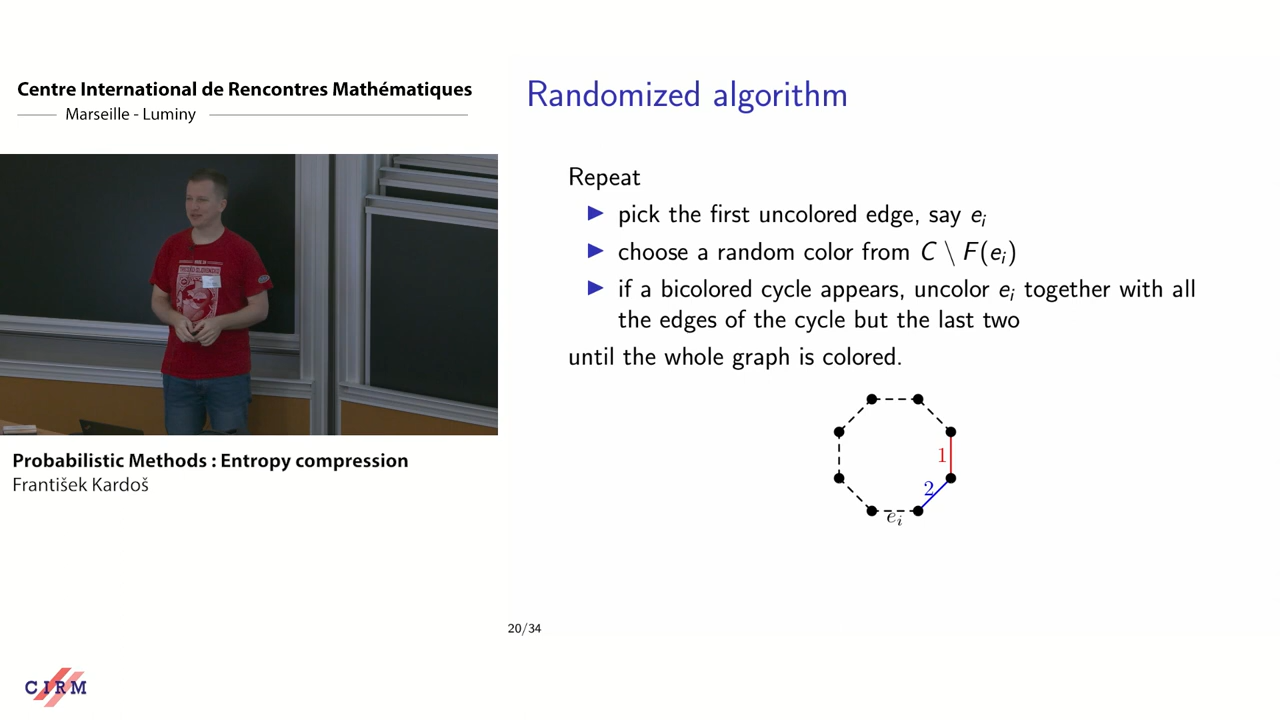 Centre International de Rencontres Mathématiques
Marseille - Luminy
Probabilistic Methods : Entropy compression
František Kardoš
CIRM
Randomized algorithm
Repeat
▶ pick the first uncolored edge, say e_i
▶ choose a random color from C \ F(e_i)
▶ if a bicolored cycle appears, uncolor e_i together with all
the edges of the cycle but the last two
until the whole graph is colored.
1
2
e_i
20/34